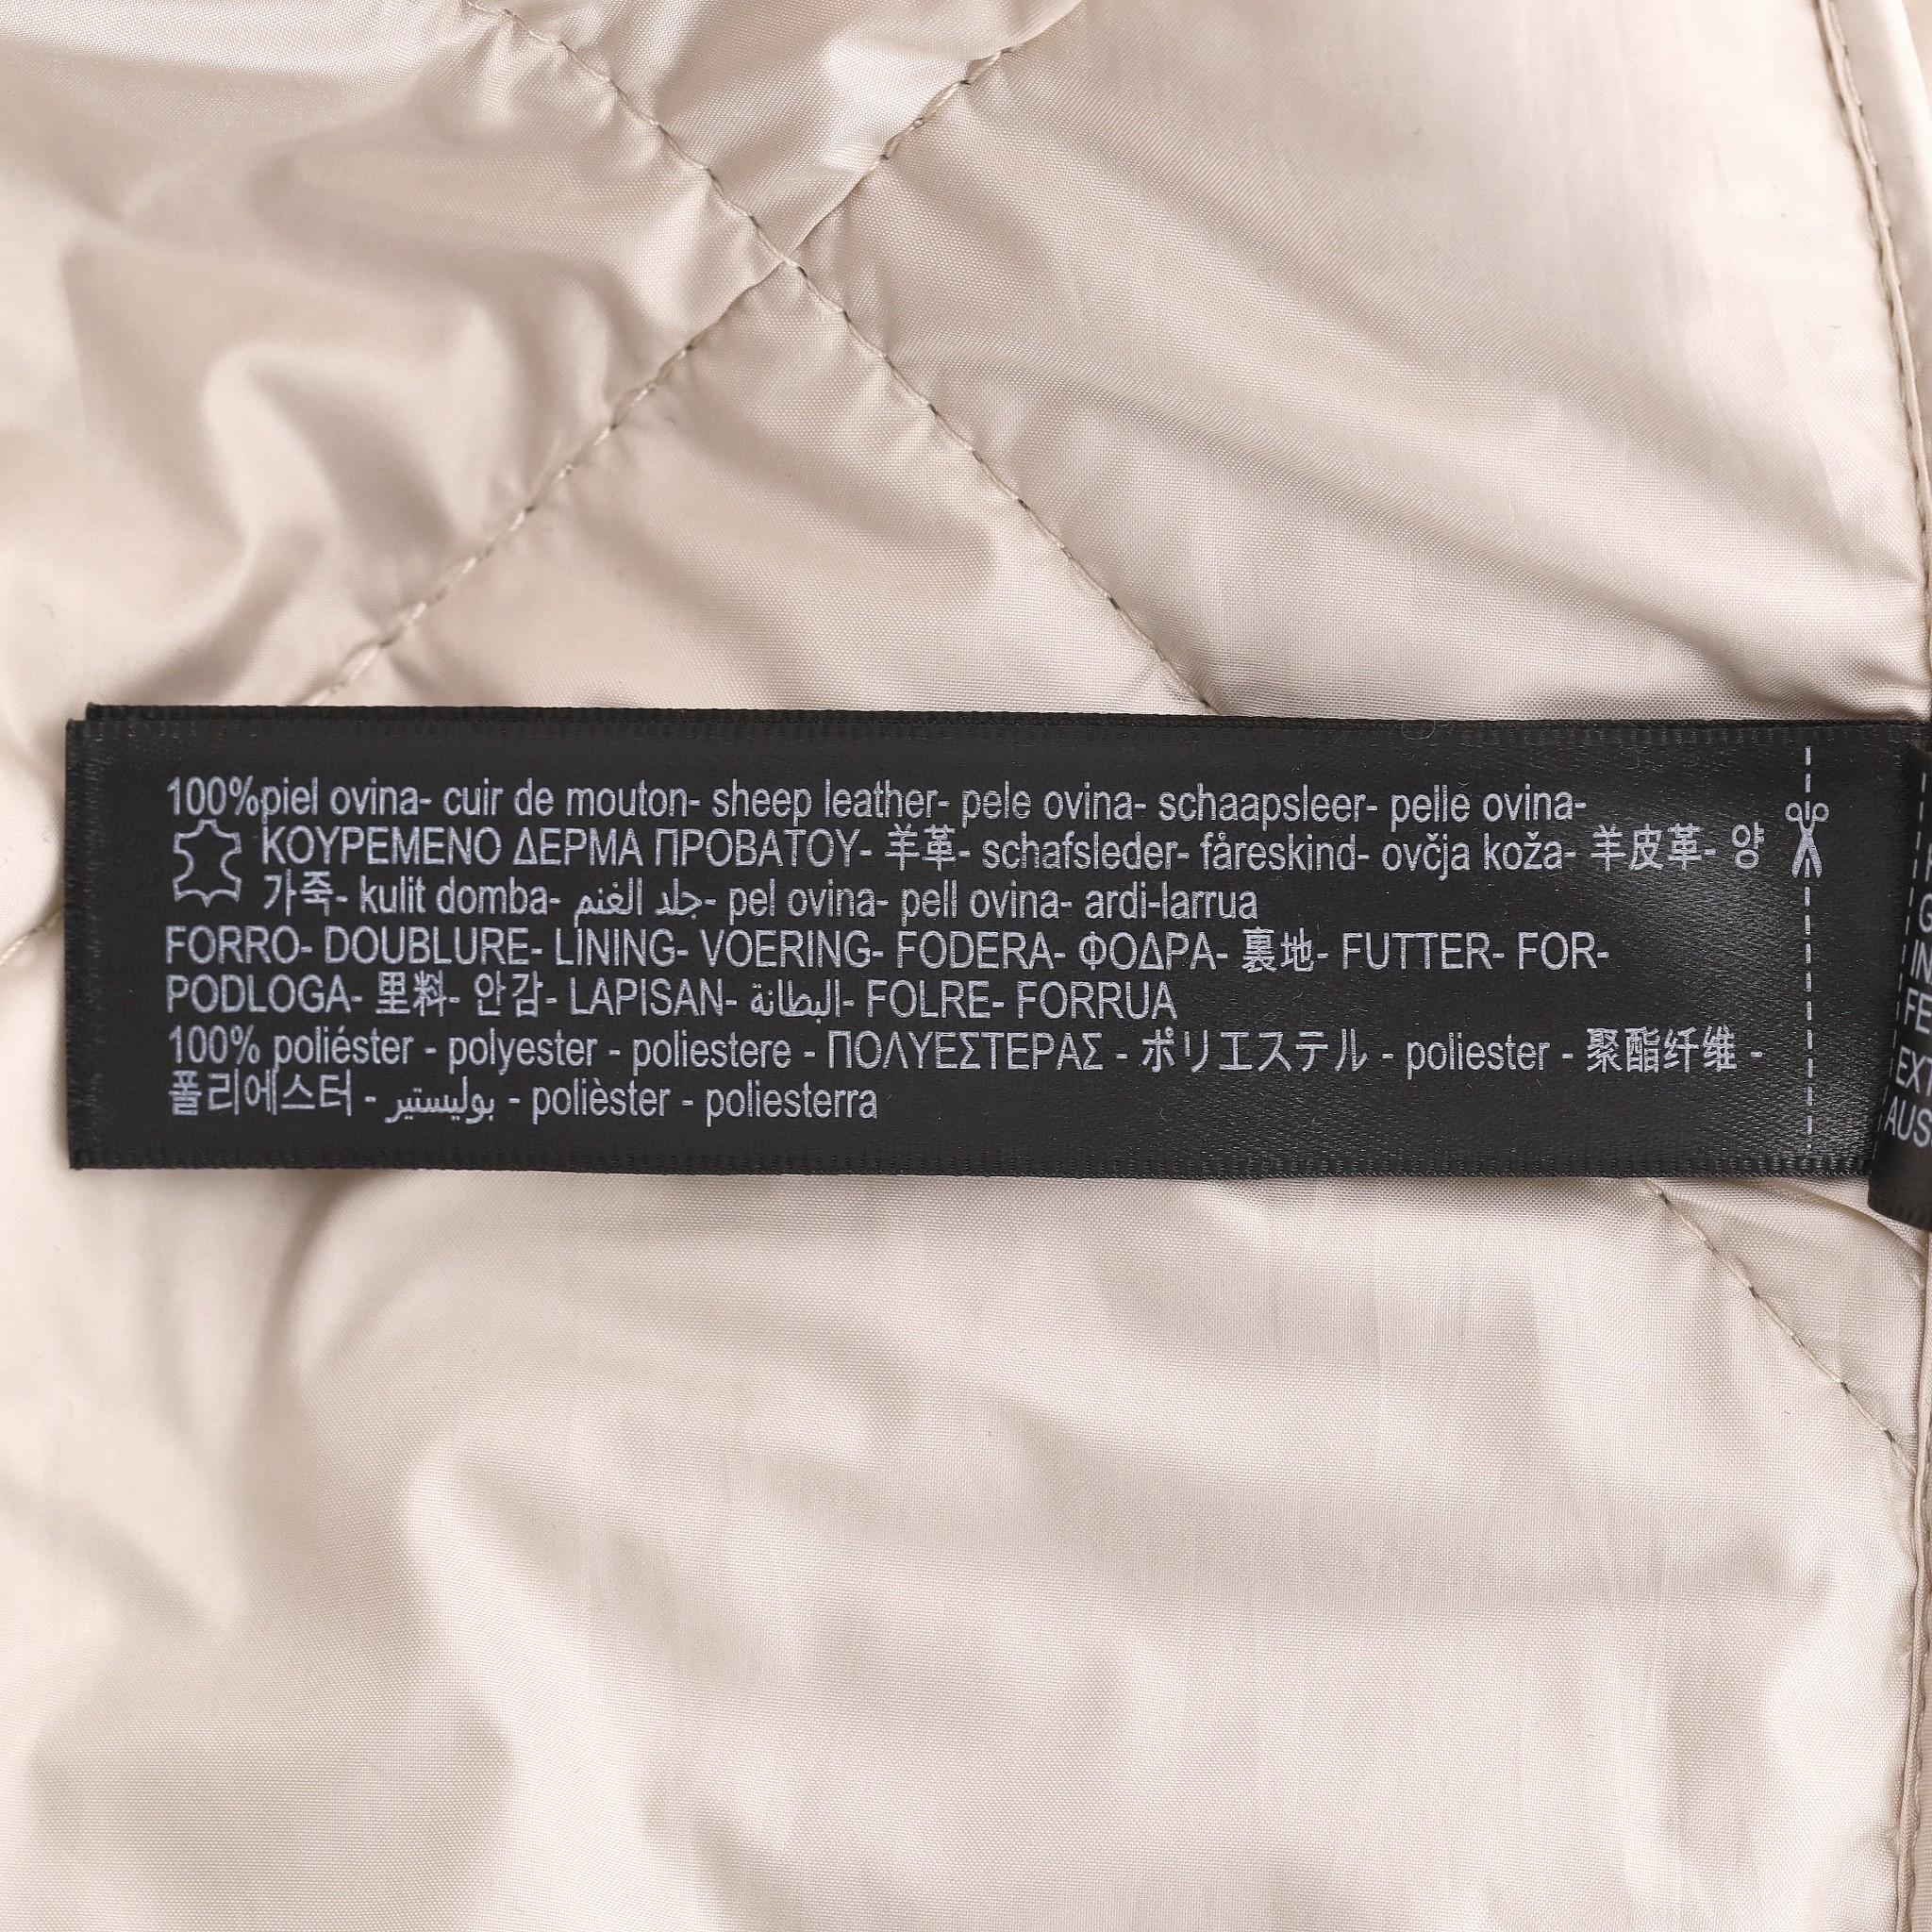 100%piel ovina- cuir de mouton- sheep leather- pele ovina- schaapsleer- pelle ovina-
ΚΟΥΡΕΜΕΝΟ ΔΕΡΜΑ ΠΡΟΒΑΤΟΥ- 羊革- schafsleder- fåreskind- ovčja koža- 羊皮革- 양
가죽- kulit domba- جلد الغنم- pel ovina- pell ovina- ardi-larrua
FORRO- DOUBLURE- LINING- VOERING- FODERA- ΦΟΔΡΑ- 裏地- FUTTER- FOR-
PODLOGA- 里料- 안감- LAPISAN- البطانة- FOLRE- FORRUA
100% poliéster - polyester - poliestere - ΠΟΛΥΕΣΤΕΡΑΣ - ポリエステル - poliester - 聚酯纤维 -
폴리에스터 - بوليستير - polièster - poliesterra